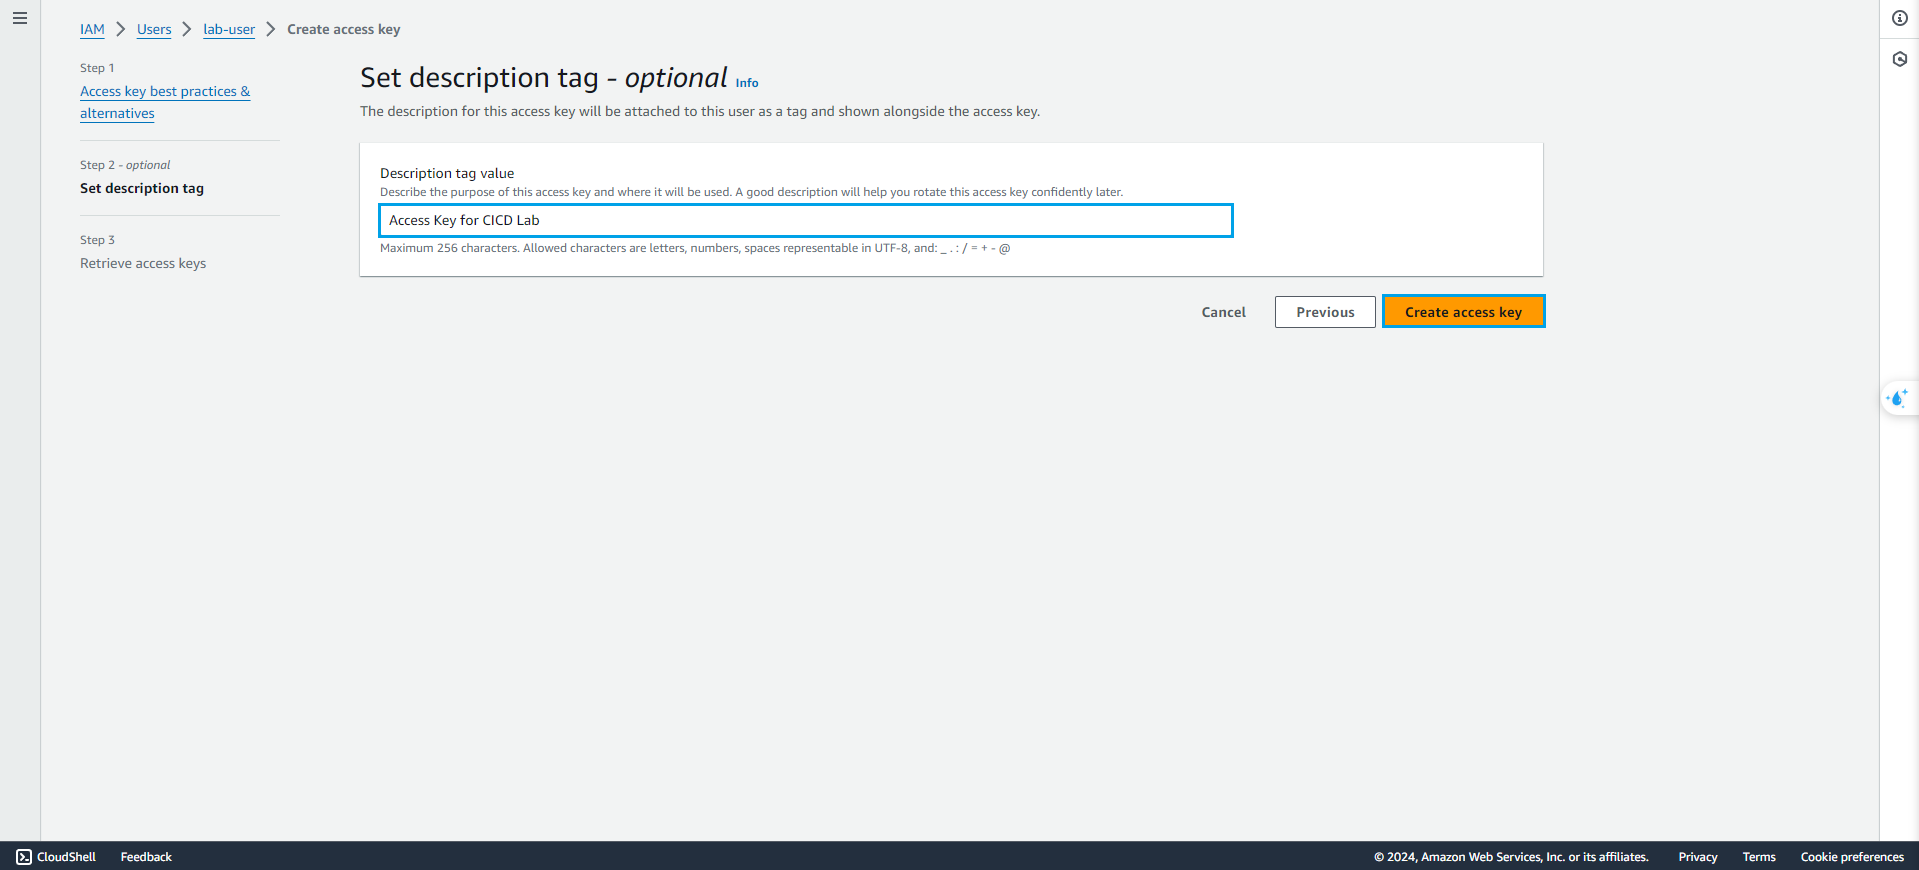 IAM > Users > lab-user > Create access key
Step 1
Access key best practices &
alternatives
Step 2 - optional
Set description tag
Step 3
Retrieve access keys
Set description tag - optional Info
The description for this access key will be attached to this user as a tag and shown alongside the access key.
Description tag value
Describe the purpose of this access key and where it will be used. A good description will help you rotate this access key confidently later.
Access Key for CICD Lab
Maximum 256 characters. Allowed characters are letters, numbers, spaces representable in UTF-8, and: _ . : / = + - @
Cancel Previous Create access key
CloudShell Feedback © 2024, Amazon Web Services, Inc. or its affiliates. Privacy Terms Cookie preferences